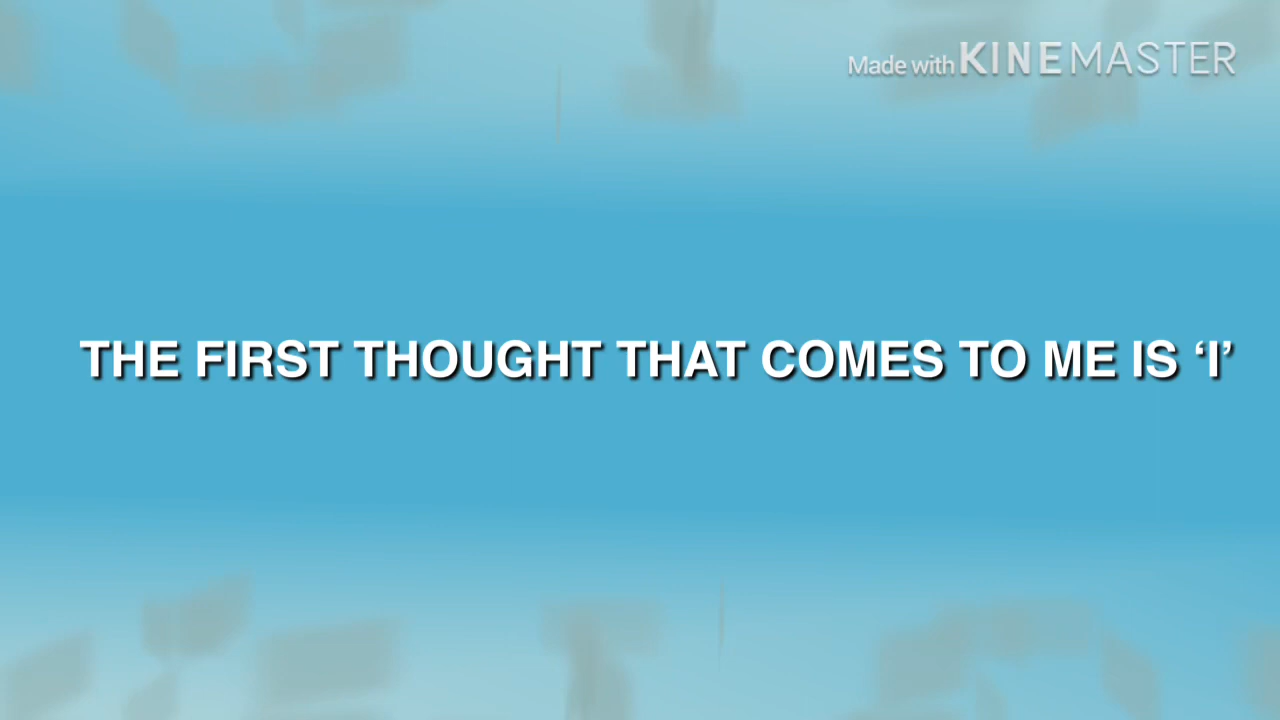 Made with KINEMASTER
THE FIRST THOUGHT THAT COMES TO ME IS ‘I’